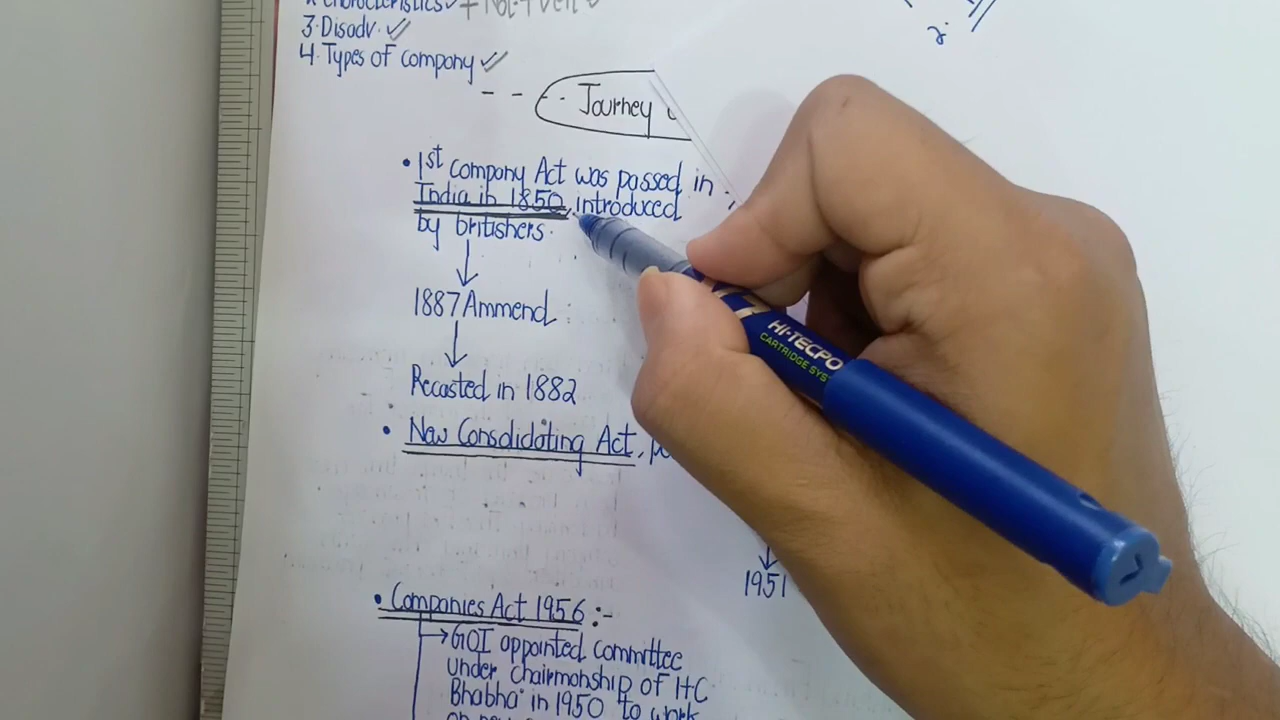 Characteristics
3. Disadv.
4. Types of company
Journey
• 1st company Act was passed in
India in 1850, introduced
by britishers.
1887 Ammend
Recasted in 1882
• New Consolidating Act,
1951
• Companies Act 1956 :-
GOI appointed committee
under chairmanship of HC
Bhabha in 1950 to work
HI-TECPO
CARTRIDGE SYS